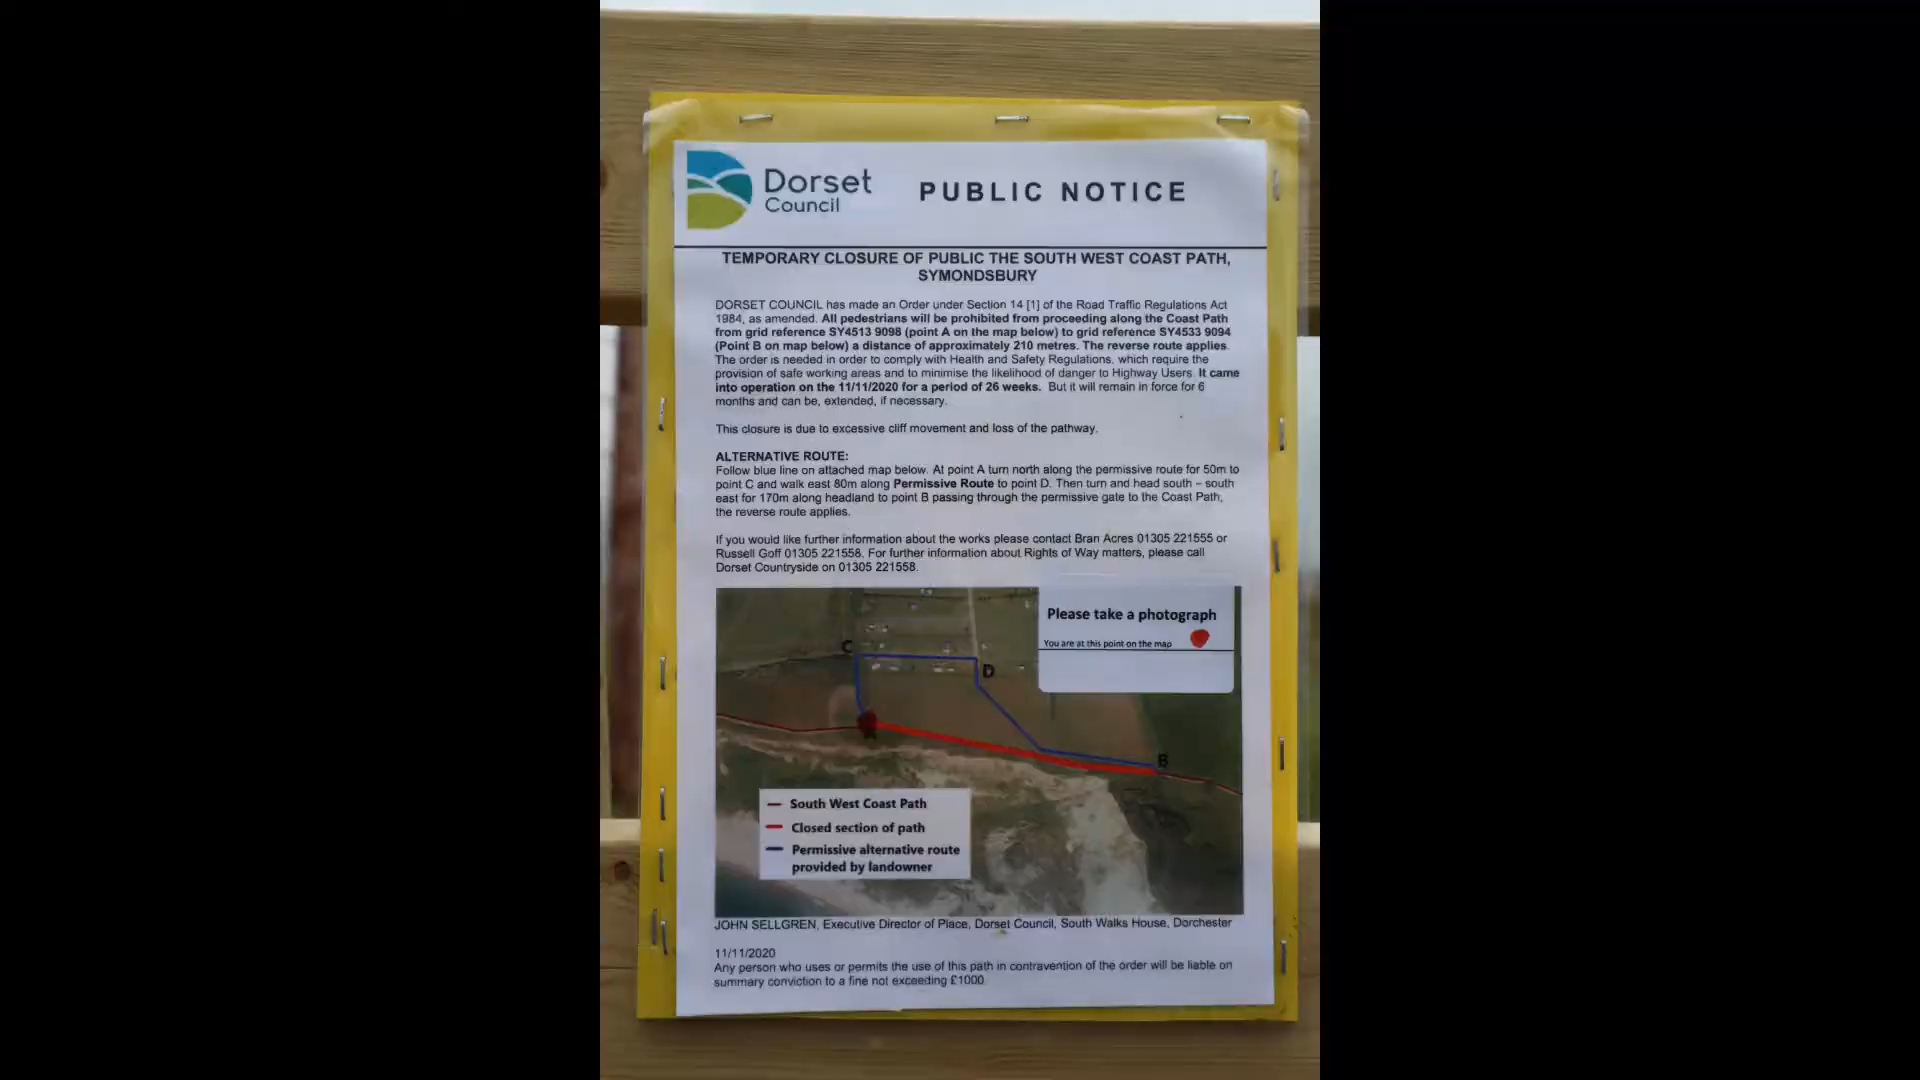 Dorset
Council
PUBLIC NOTICE
TEMPORARY CLOSURE OF PUBLIC THE SOUTH WEST COAST PATH,
SYMONDSBURY
DORSET COUNCIL has made an Order under Section 14 [1] of the Road Traffic Regulations Act
1984, as amended. All pedestrians will be prohibited from proceeding along the Coast Path
from grid reference SY4513 9098 (point A on the map below) to grid reference SY4533 9094
(Point B on map below) a distance of approximately 210 metres. The reverse route applies.
The order is needed in order to comply with Health and Safety Regulations, which require the
provision of safe working areas and to minimise the likelihood of danger to Highway Users. It came
into operation on the 11/11/2020 for a period of 26 weeks. But it will remain in force for 6
months and can be, extended, if necessary.
This closure is due to excessive cliff movement and loss of the pathway.
ALTERNATIVE ROUTE:
Follow blue line on attached map below. At point A turn north along the permissive route for 50m to
point C and walk east 80m along Permissive Route to point D. Then turn and head south – south
east for 170m along headland to point B passing through the permissive gate to the Coast Path,
the reverse route applies.
If you would like further information about the works please contact Bran Acres 01305 221555 or
Russell Goff 01305 221558. For further information about Rights of Way matters, please call
Dorset Countryside on 01305 221558.
Please take a photograph
You are at this point on the map
C
D
B
South West Coast Path
Closed section of path
Permissive alternative route
provided by landowner
JOHN SELLGREN, Executive Director of Place, Dorset Council, South Walks House, Dorchester
11/11/2020
Any person who uses or permits the use of this path in contravention of the order will be liable on
summary conviction to a fine not exceeding £1000